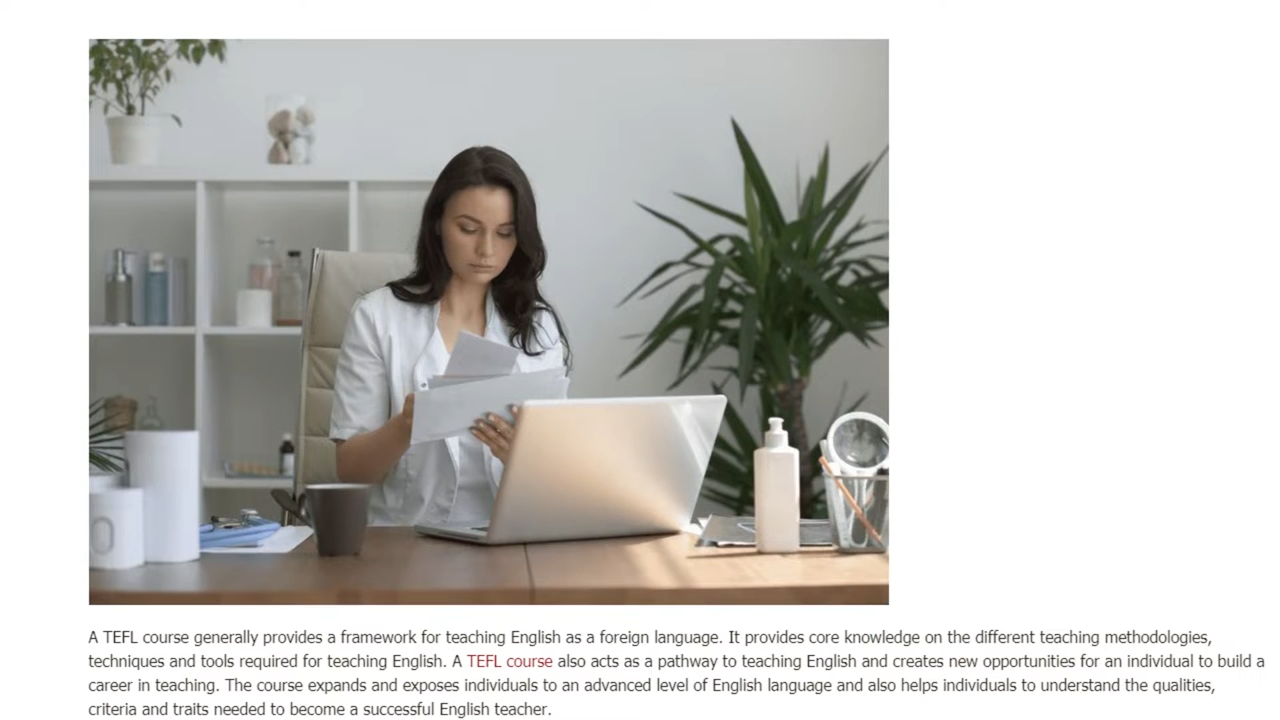 A TEFL course generally provides a framework for teaching English as a foreign language. It provides core knowledge on the different teaching methodologies,
techniques and tools required for teaching English. A TEFL course also acts as a pathway to teaching English and creates new opportunities for an individual to build a
career in teaching. The course expands and exposes individuals to an advanced level of English language and also helps individuals to understand the qualities,
criteria and traits needed to become a successful English teacher.